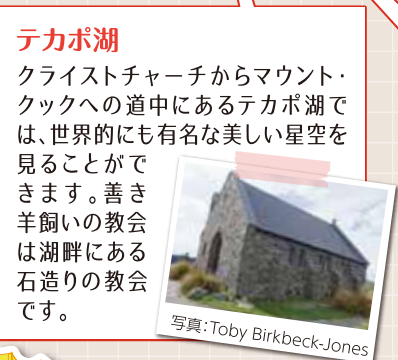 テカポ湖
クライストチャーチからマウント・
クックへの道中にあるテカポ湖で
は、世界的にも有名な美しい星空を
見ることがで
きます。善き
羊飼いの教会
は湖畔にある
石造りの教会
です。
写真：Toby Birkbeck-Jones